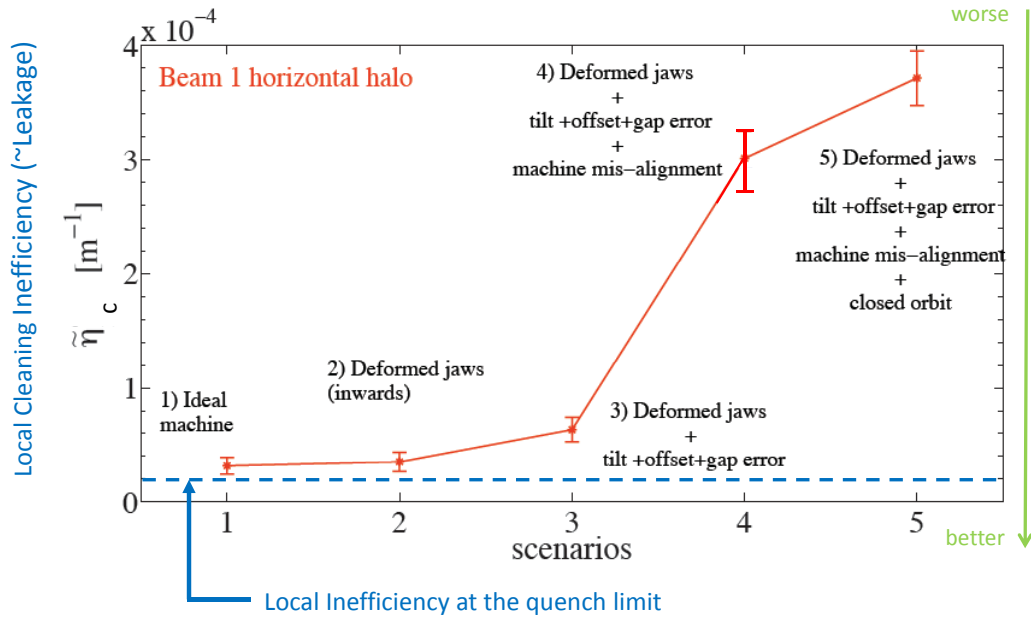 worse
x 10⁻⁴
Local Cleaning Inefficiency (~Leakage)
η̃ c [m⁻¹]
4
3
2
1
0
Beam 1 horizontal halo
4) Deformed jaws
+
tilt +offset+gap error
+
machine mis−alignment
5) Deformed jaws
+
tilt +offset+gap error
+
machine mis−alignment
+
closed orbit
2) Deformed jaws
(inwards)
1) Ideal
machine
3) Deformed jaws
+
tilt +offset+gap error
1 2 3 4 5
scenarios
better
Local Inefficiency at the quench limit